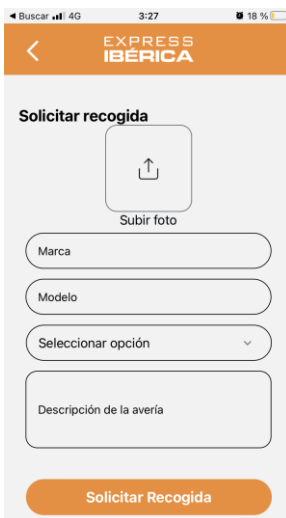 Buscar 4G 3:27 18 %
EXPRESS
IBÉRICA
Solicitar recogida
Subir foto
Marca
Modelo
Seleccionar opción
Descripción de la avería
Solicitar Recogida